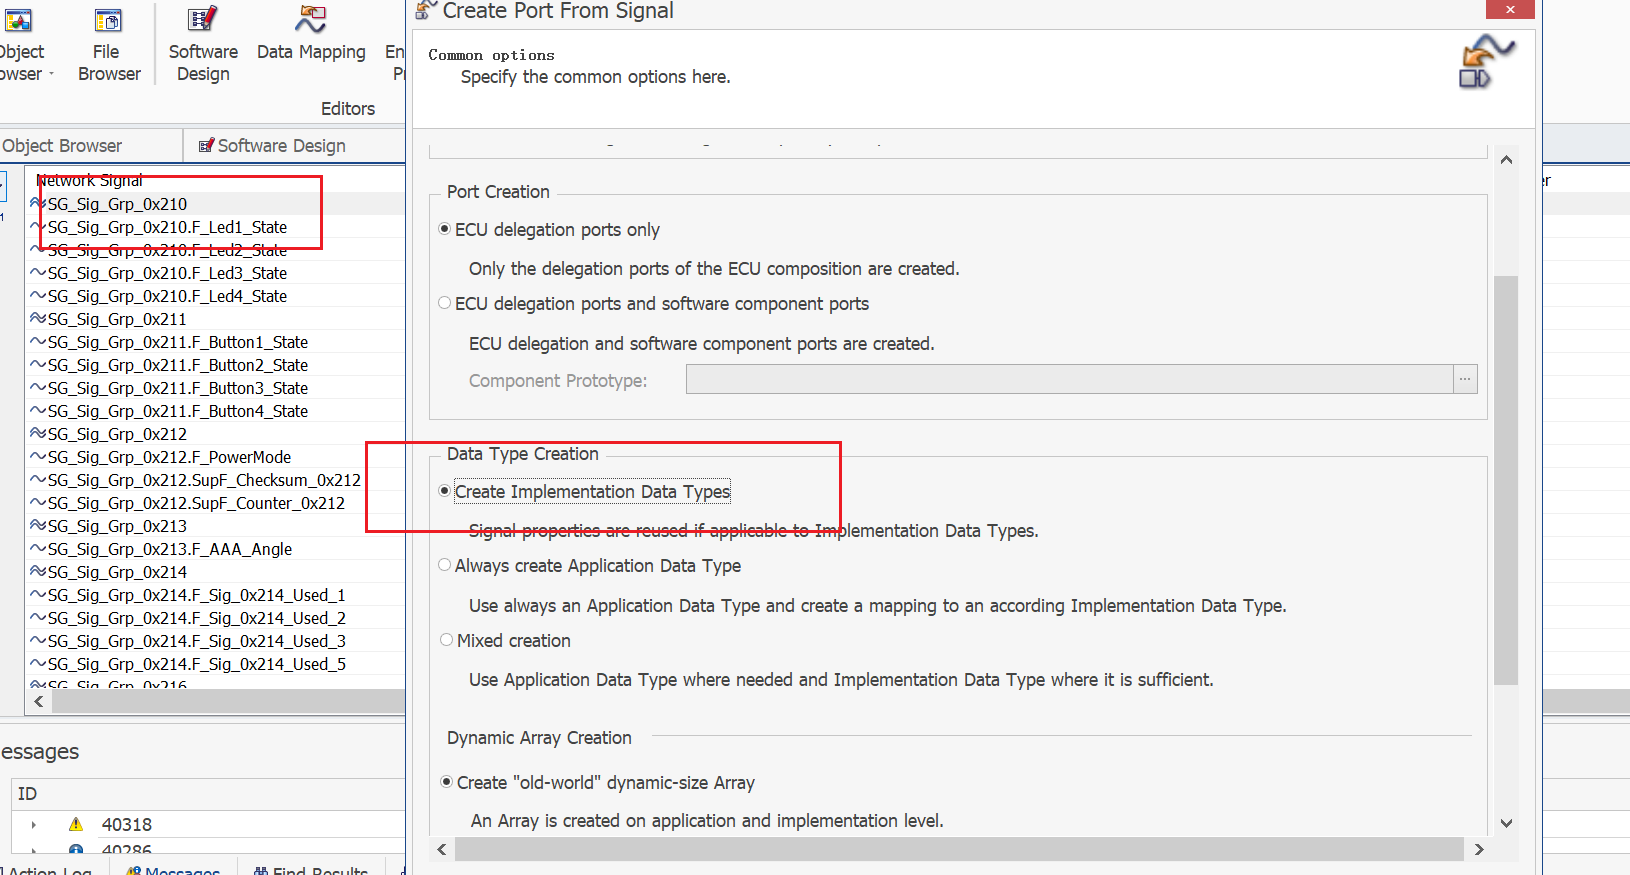 Create Port From Signal
Object
Browser
File
Browser
Software
Design
Data Mapping
Editors
Object Browser
Software Design
Common options
Specify the common options here.
Network Signal
SG_Sig_Grp_0x210
SG_Sig_Grp_0x210.F_Led1_State
SG_Sig_Grp_0x210.F_Led2_State
SG_Sig_Grp_0x210.F_Led3_State
SG_Sig_Grp_0x210.F_Led4_State
SG_Sig_Grp_0x211
SG_Sig_Grp_0x211.F_Button1_State
SG_Sig_Grp_0x211.F_Button2_State
SG_Sig_Grp_0x211.F_Button3_State
SG_Sig_Grp_0x211.F_Button4_State
SG_Sig_Grp_0x212
SG_Sig_Grp_0x212.F_PowerMode
SG_Sig_Grp_0x212.SupF_Checksum_0x212
SG_Sig_Grp_0x212.SupF_Counter_0x212
SG_Sig_Grp_0x213
SG_Sig_Grp_0x213.F_AAA_Angle
SG_Sig_Grp_0x214
SG_Sig_Grp_0x214.F_Sig_0x214_Used_1
SG_Sig_Grp_0x214.F_Sig_0x214_Used_2
SG_Sig_Grp_0x214.F_Sig_0x214_Used_3
SG_Sig_Grp_0x214.F_Sig_0x214_Used_5
SG_Sig_Grp_0x216
Port Creation
ECU delegation ports only
Only the delegation ports of the ECU composition are created.
ECU delegation ports and software component ports
ECU delegation and software component ports are created.
Component Prototype:
...
Data Type Creation
Create Implementation Data Types
Signal properties are reused if applicable to Implementation Data Types.
Always create Application Data Type
Use always an Application Data Type and create a mapping to an according Implementation Data Type.
Mixed creation
Use Application Data Type where needed and Implementation Data Type where it is sufficient.
Dynamic Array Creation
Create "old-world" dynamic-size Array
An Array is created on application and implementation level.
Messages
ID
40318
40286
Action Log
Messages
Find Results